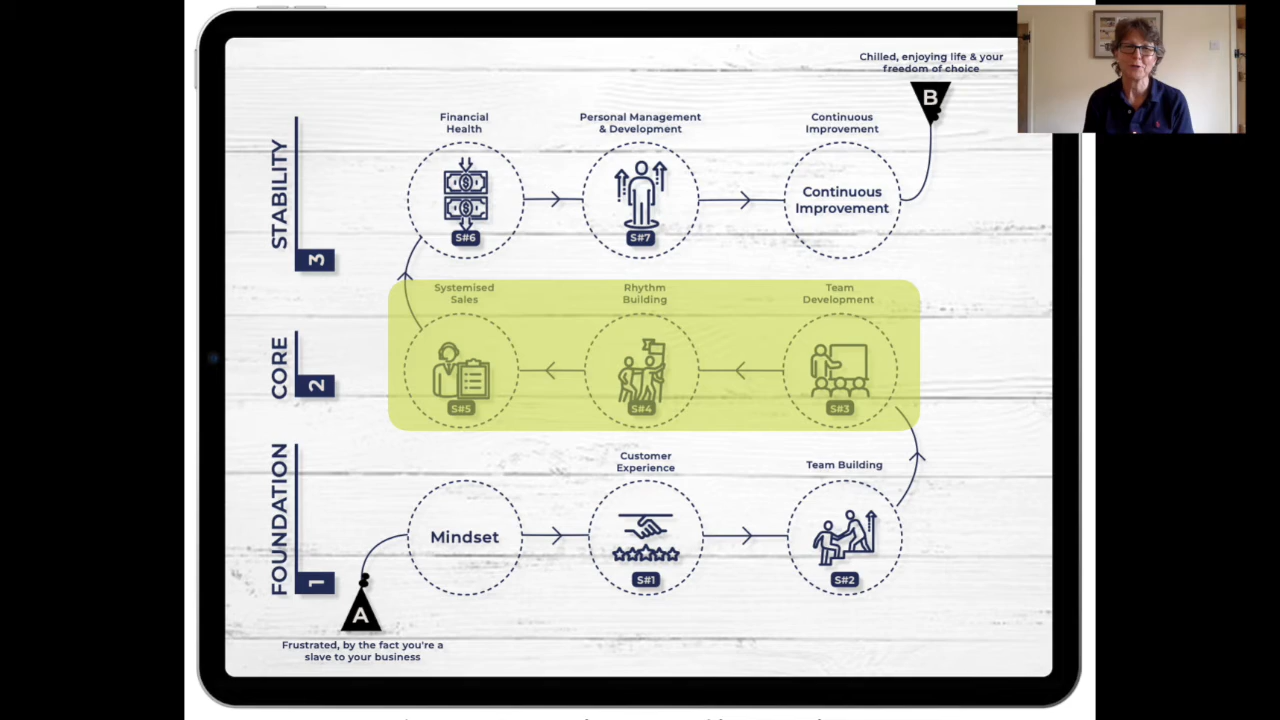 Chilled, enjoying life & your
freedom of choice
B
Financial
Health
Personal Management
& Development
Continuous
Improvement
STABILITY
3
Continuous
Improvement
S#6
S#7
Systemised
Sales
Rhythm
Building
Team
Development
CORE
2
S#5
S#4
S#3
Customer
Experience
Team Building
FOUNDATION
1
Mindset
S#1
S#2
A
Frustrated, by the fact you're a
slave to your business